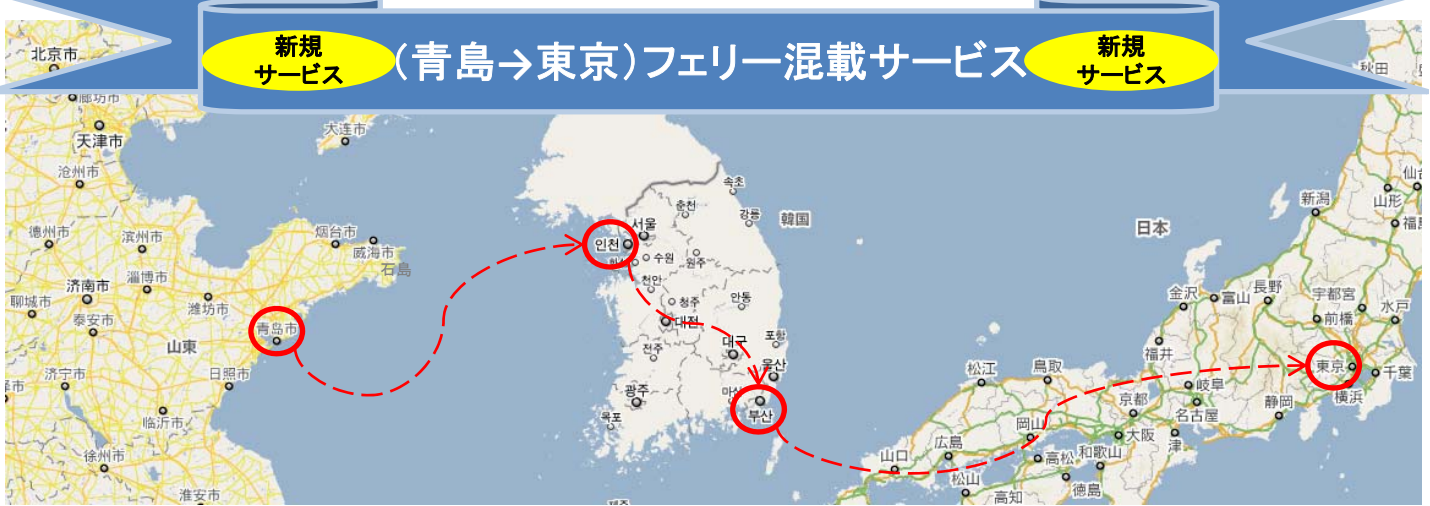 新規
サービス
(青島→東京)フェリー混載サービス
新規
サービス
北京市
秋田
廊坊市
天津市
大连市
沧州市
속초
仙台
춘천
강릉
韓国
新潟
山形
서울
德州市
滨州市
烟台市
인천
日本
福島
威海市
수원
원주
石島
천안
济南市
淄博市
金沢
富山
長野
宇都宮
聊城市
潍坊市
청주
안동
水戸
泰安市
青岛市
대전
前橋
포항
山東
전주
대구
福井
울산
松江
鳥取
東京
千葉
济宁市
日照市
岐阜
横浜
광주
마산
京都
静岡
목포
부산
名古屋
临沂市
岡山
大阪
広島
津
徐州市
山口
高松
和歌山
松山
徳島
淮安市
高知